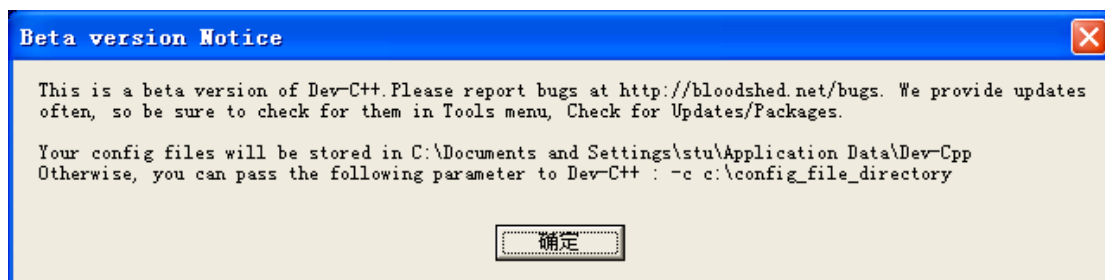 Beta version Notice
This is a beta version of Dev-C++.Please report bugs at http://bloodshed.net/bugs. We provide updates
often, so be sure to check for them in Tools menu, Check for Updates/Packages.
Your config files will be stored in C:\Documents and Settings\stu\Application Data\Dev-Cpp
Otherwise, you can pass the following parameter to Dev-C++ : -c c:\config_file_directory
确定